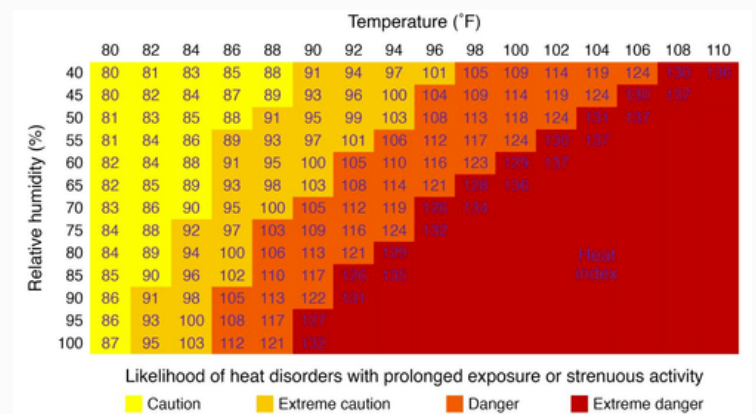 Temperature (°F)
80 82 84 86 88 90 92 94 96 98 100 102 104 106 108 110
40 80 81 83 85 88 91 94 97 101 105 109 114 119 124 130 136
45 80 82 84 87 89 93 96 100 104 109 114 119 124 130 137
50 81 83 85 88 91 95 99 103 108 113 118 124 131 137
55 81 84 86 89 93 97 101 106 112 117 124 130 137
60 82 84 88 91 95 100 105 110 116 123 129 137
65 82 85 89 93 98 103 108 114 121 128 136
70 83 86 90 95 100 105 112 119 126 134
75 84 88 92 97 103 109 116 124 132
80 84 89 94 100 106 113 121 129
85 85 90 96 102 110 117 126 135
90 86 91 98 105 113 122 131
95 86 93 100 108 117 127
100 87 95 103 112 121 132
Relative humidity (%)
Heat
Index
Likelihood of heat disorders with prolonged exposure or strenuous activity
Caution Extreme caution Danger Extreme danger